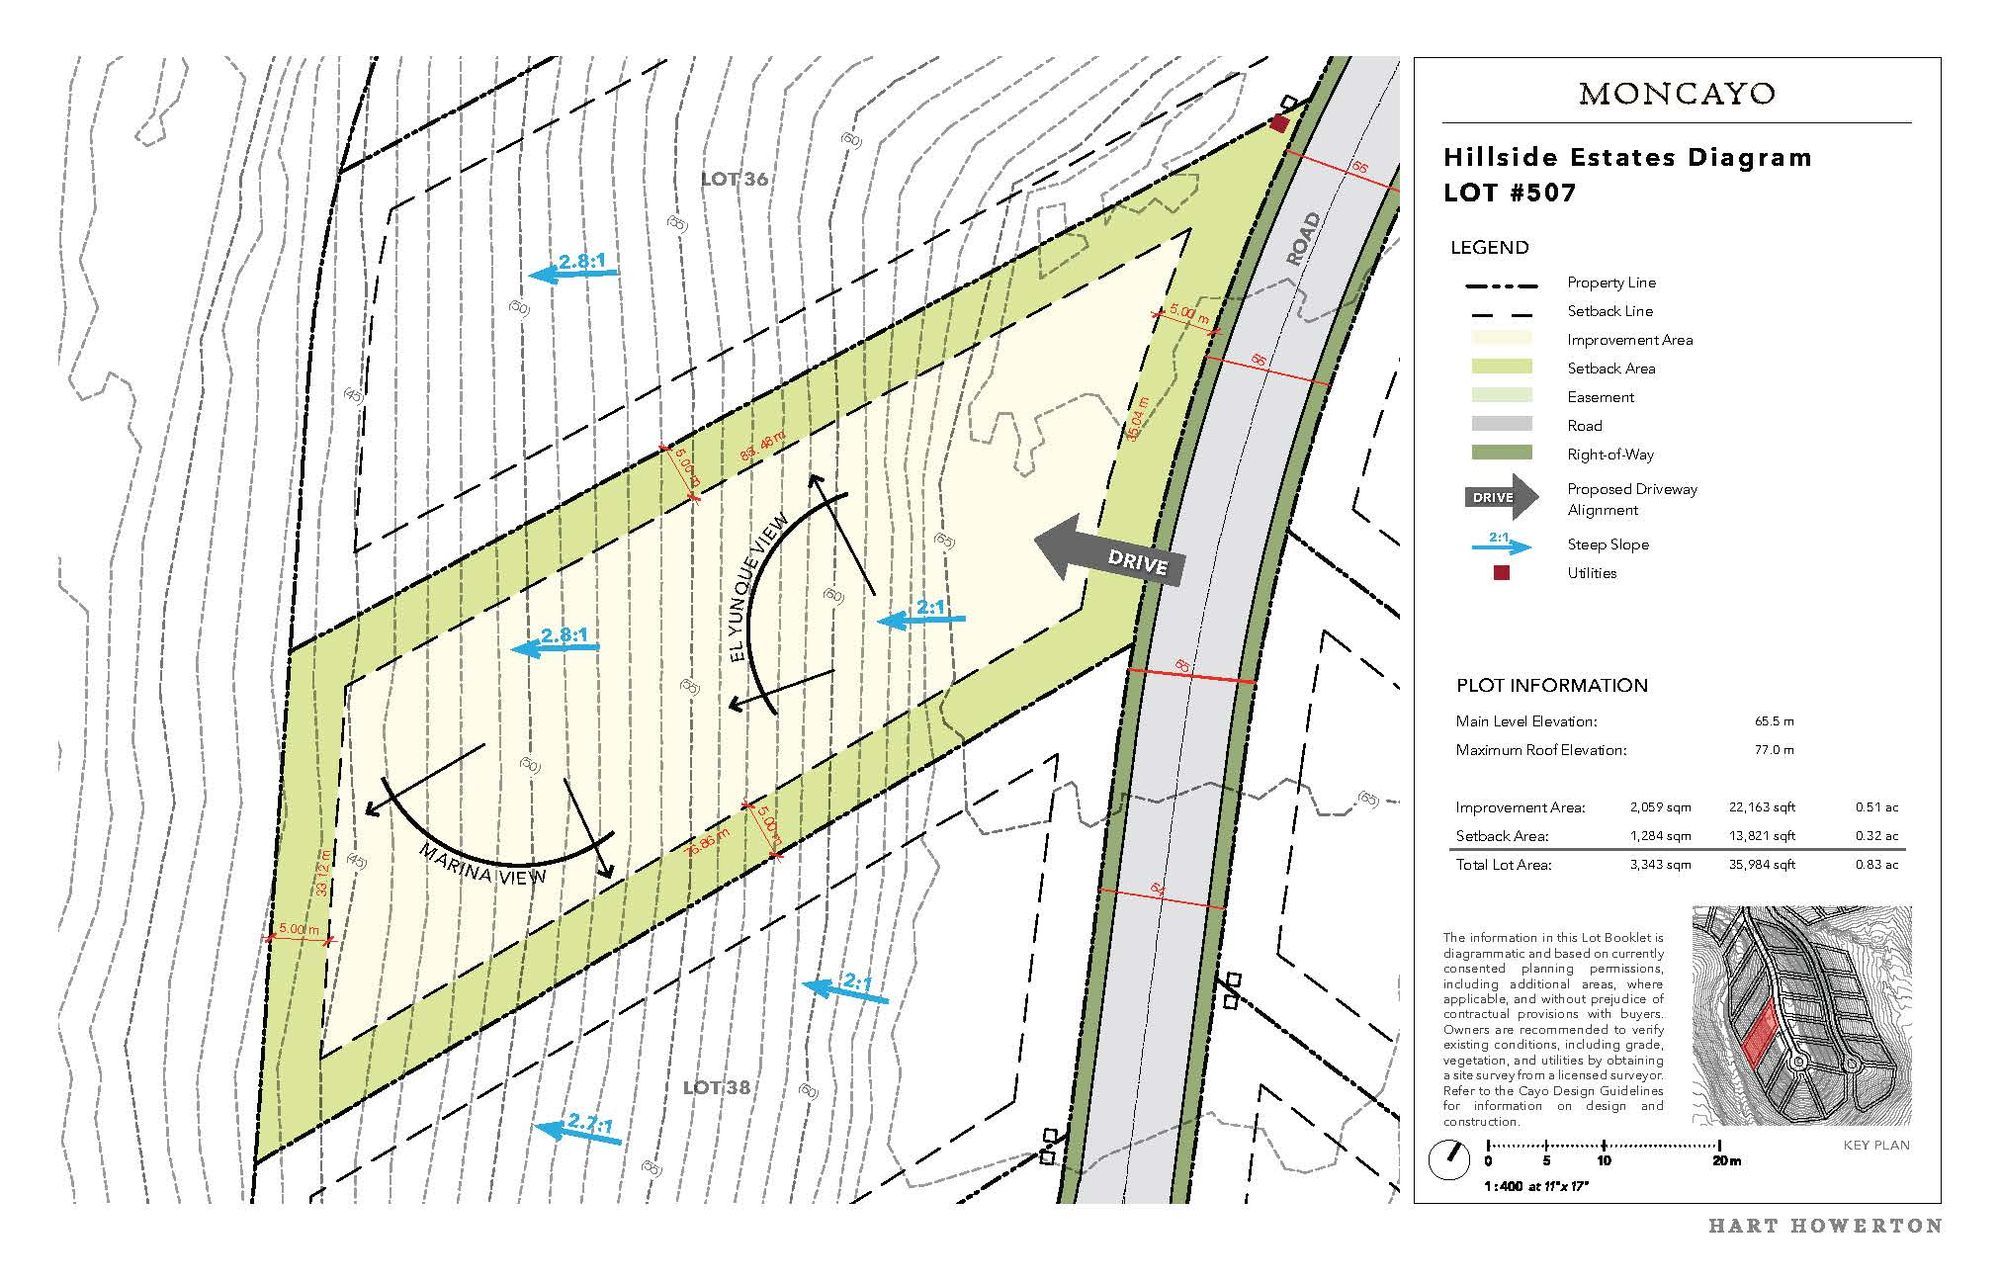 MONCAYO
Hillside Estates Diagram
LOT #507
LEGEND
Property Line
Setback Line
Improvement Area
Setback Area
Easement
Road
Right-of-Way
DRIVE
Proposed Driveway
Alignment
2:1
Steep Slope
Utilities
PLOT INFORMATION
Main Level Elevation: 65.5 m
Maximum Roof Elevation: 77.0 m
Improvement Area: 2,059 sqm 22,163 sqft 0.51 ac
Setback Area: 1,284 sqm 13,821 sqft 0.32 ac
Total Lot Area: 3,343 sqm 35,984 sqft 0.83 ac
The information in this Lot Booklet is
diagrammatic and based on currently
consented planning permissions,
including additional areas, where
applicable, and without prejudice of
contractual provisions with buyers.
Owners are recommended to verify
existing conditions, including grade,
vegetation, and utilities by obtaining
a site survey from a licensed surveyor.
Refer to the Cayo Design Guidelines
for information on design and
construction.
KEY PLAN
0 5 10 20m
1:400 at 11"x 17"
HART HOWERTON
LOT 36
(60)
(55)
2.8:1
(50)
(45)
66
ROAD
5.00 m
66
5.00 m
(65)
DRIVE
EL YUNQUE VIEW
(60)
2:1
2.8:1
(55)
65
(50)
MARINA VIEW
(45)
33.12 m
5.00 m
76.86 m
5.00 m
(65)
64
2:1
LOT 38
(60)
2.7:1
(55)